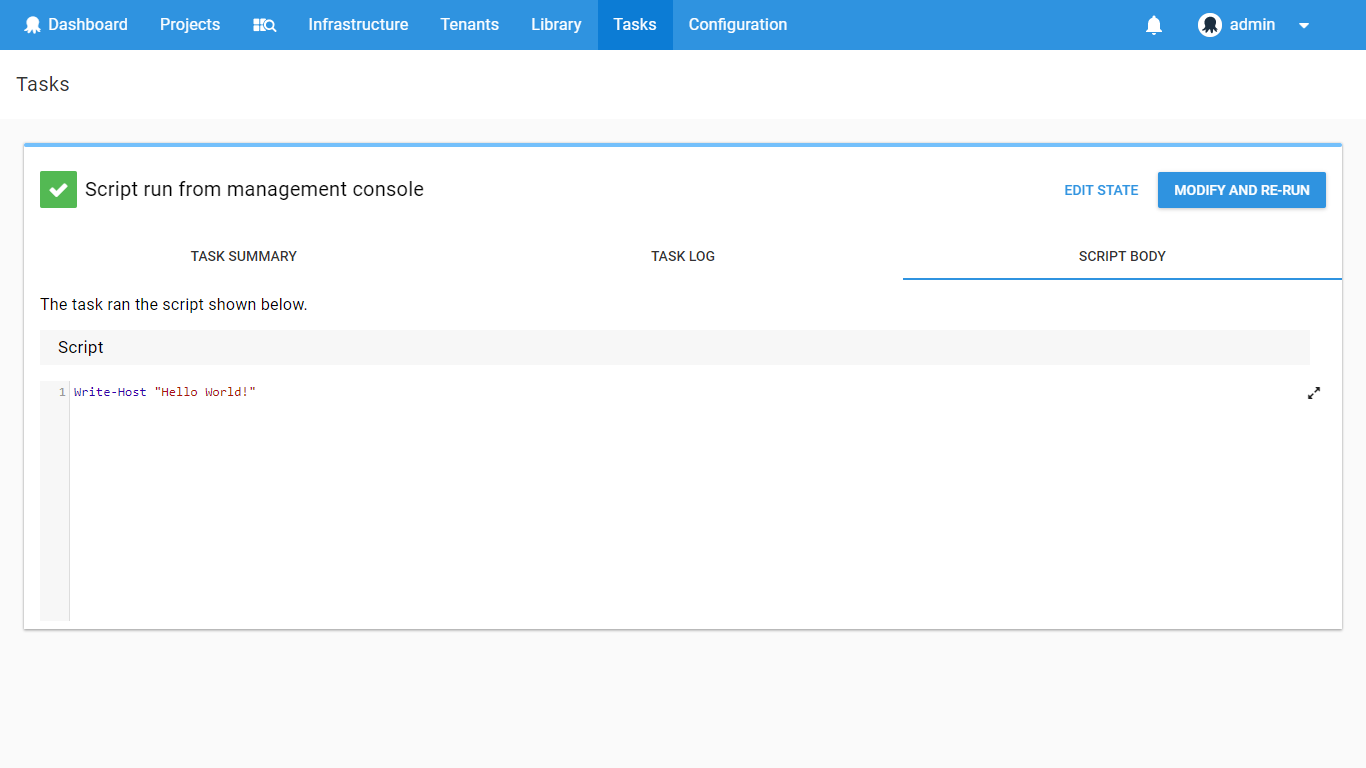 Dashboard Projects Infrastructure Tenants Library Tasks Configuration admin
Tasks
Script run from management console EDIT STATE MODIFY AND RE-RUN
TASK SUMMARY TASK LOG SCRIPT BODY
The task ran the script shown below.
Script
1 Write-Host "Hello World!"